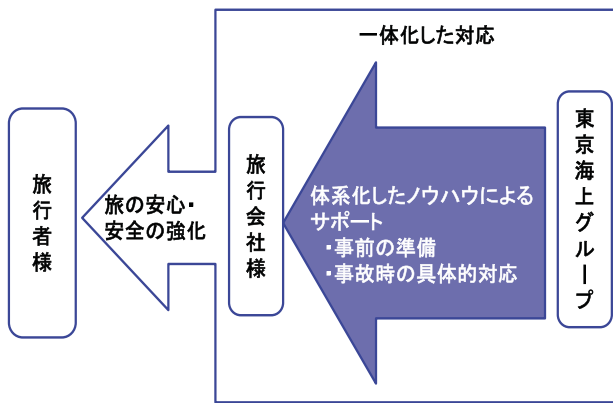 一体化した対応
旅行者様
旅の安心・
安全の強化
旅行会社様
体系化したノウハウによる
サポート
・事前の準備
・事故時の具体的対応
東京海上グループ